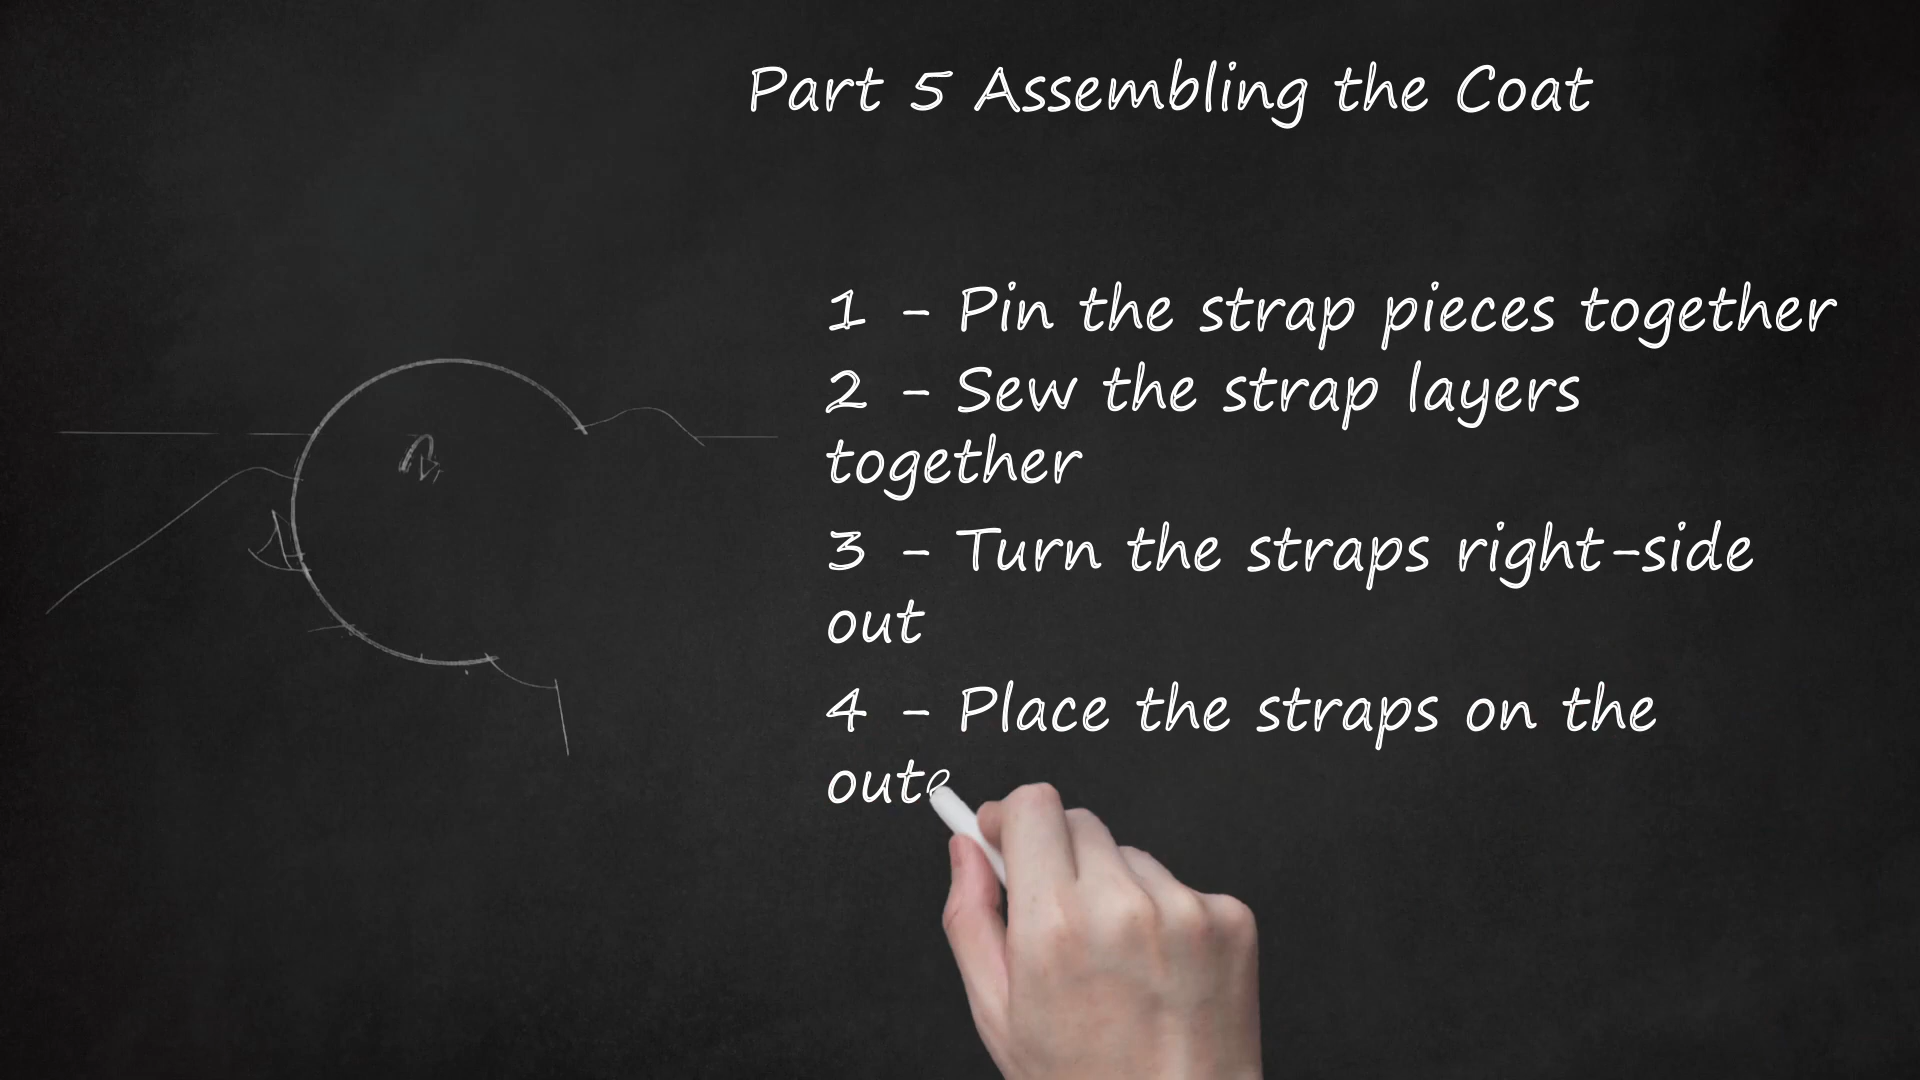 Part 5 Assembling the Coat
1 - Pin the strap pieces together
2 - Sew the strap layers
together
3 - Turn the straps right-side
out
4 - Place the straps on the